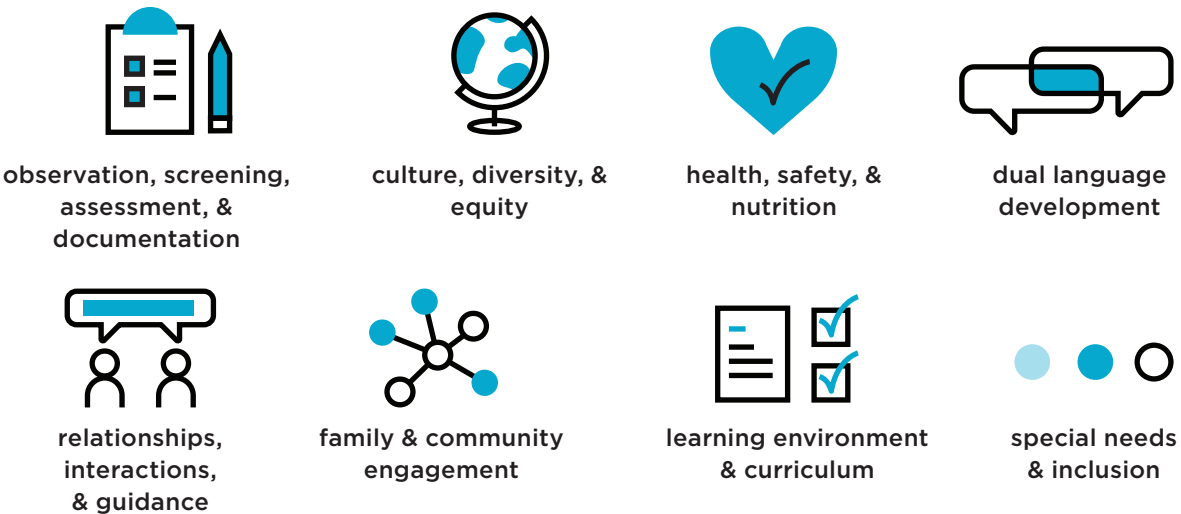 observation, screening,
assessment, &
documentation
culture, diversity, &
equity
health, safety, &
nutrition
dual language
development
relationships,
interactions,
& guidance
family & community
engagement
learning environment
& curriculum
special needs
& inclusion